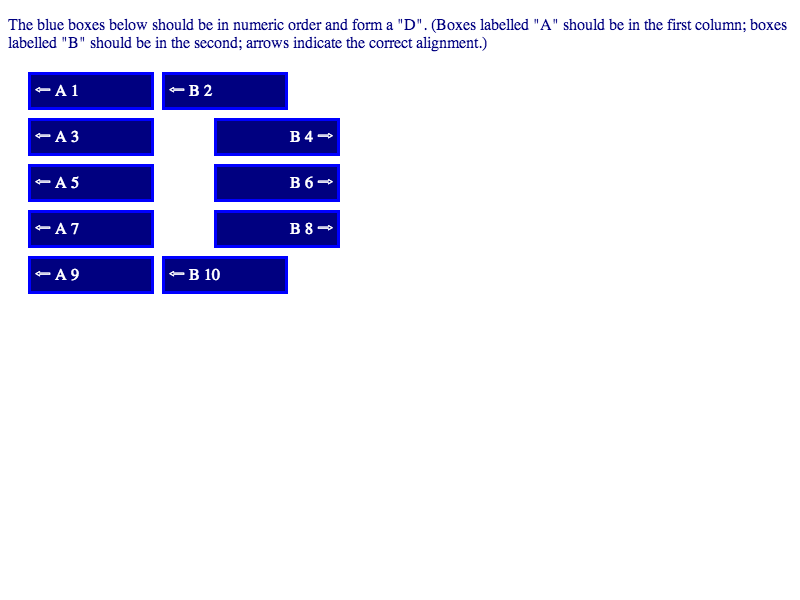 The blue boxes below should be in numeric order and form a "D". (Boxes labelled "A" should be in the first column; boxes
labelled "B" should be in the second; arrows indicate the correct alignment.)
⇐ A 1 ⇐ B 2
⇐ A 3 B 4 ⇒
⇐ A 5 B 6 ⇒
⇐ A 7 B 8 ⇒
⇐ A 9 ⇐ B 10